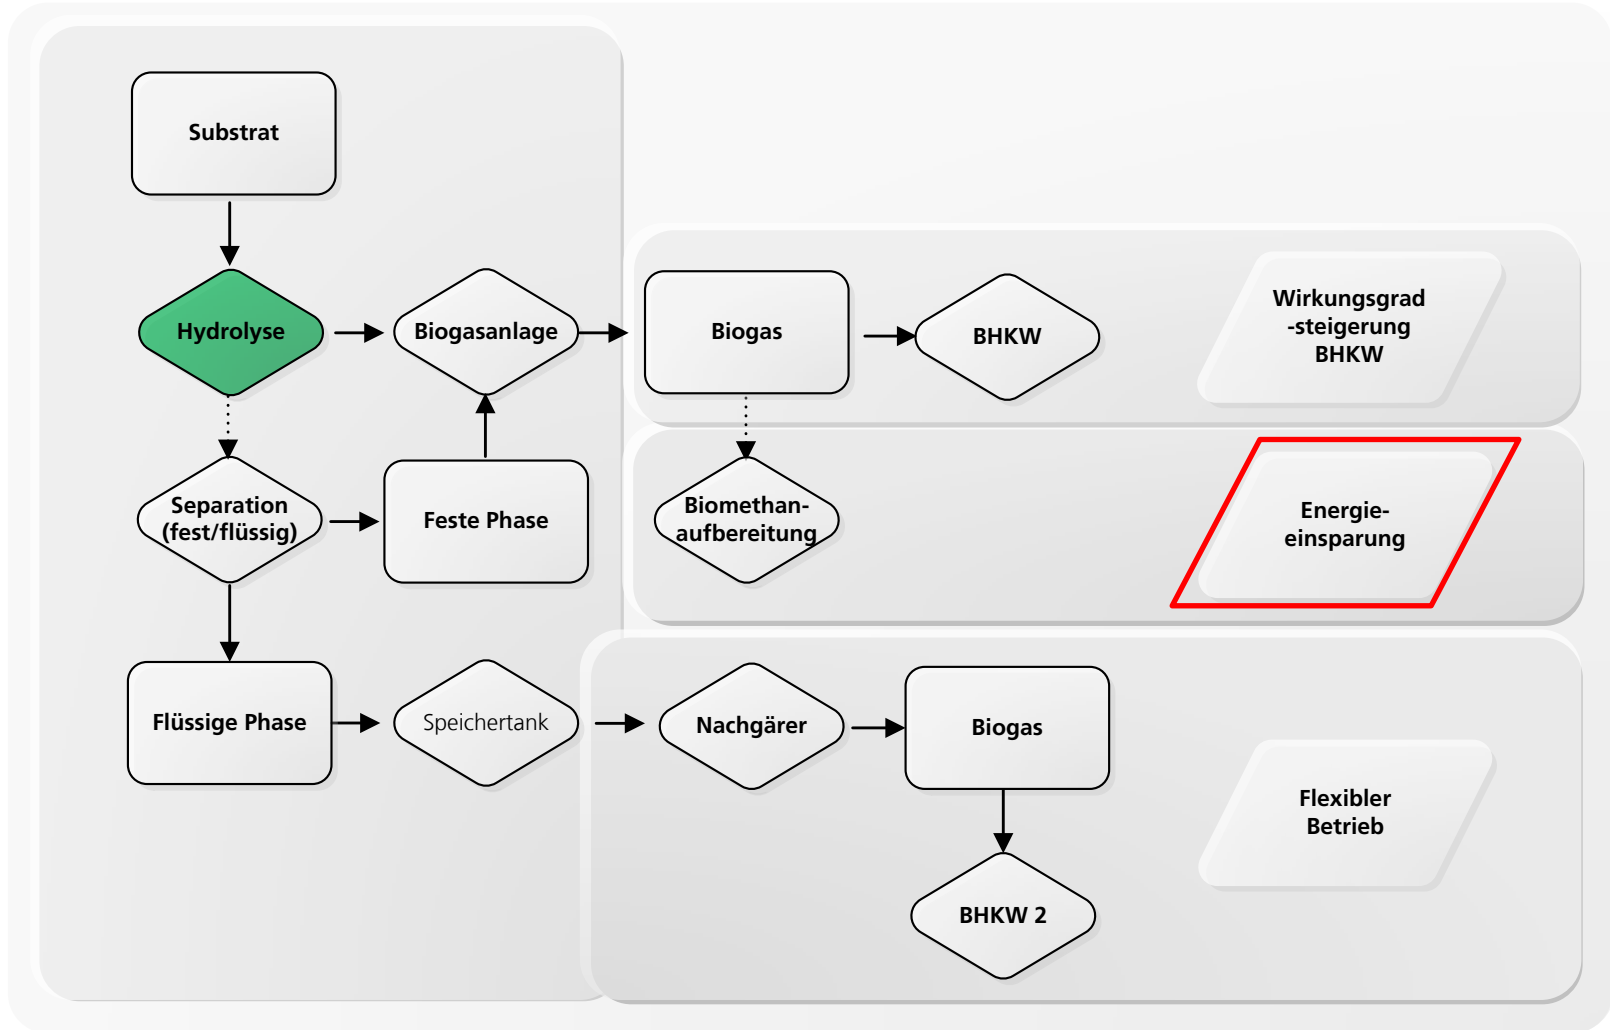 Substrat
Hydrolyse
Biogasanlage
Biogas
BHKW
Wirkungsgrad
-steigerung
BHKW
Separation
(fest/flüssig)
Feste Phase
Biomethan-
aufbereitung
Energie-
einsparung
Flüssige Phase
Speichertank
Nachgärer
Biogas
Flexibler
Betrieb
BHKW 2